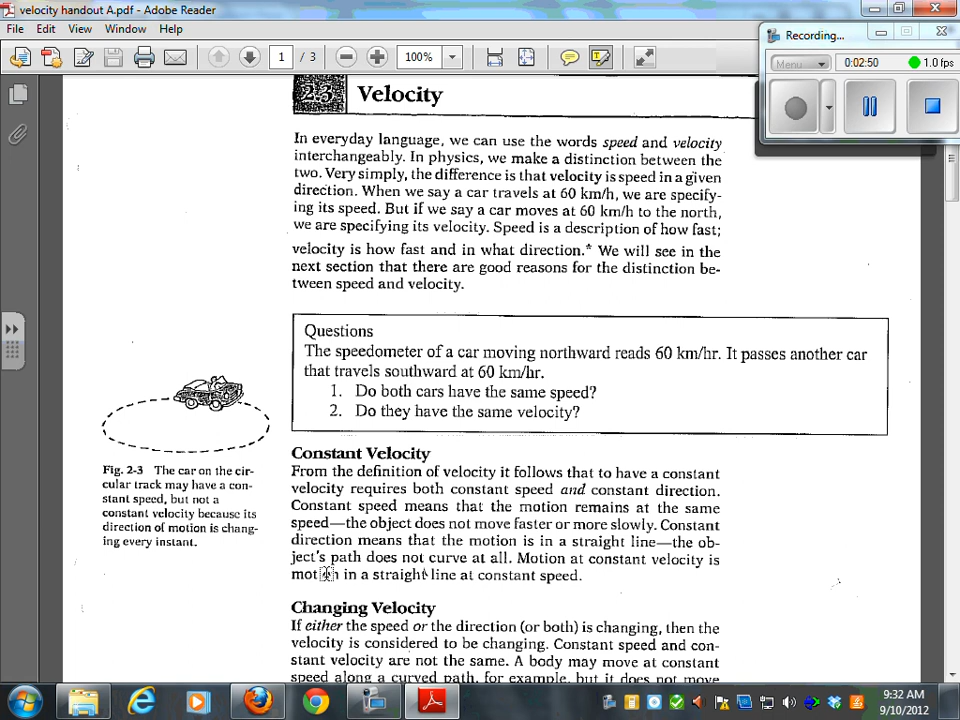 velocity handout A.pdf - Adobe Reader
File Edit View Window Help
1 / 3
100%
Recording...
Menu
0:02:50
1.0 fps
2.3 Velocity
In everyday language, we can use the words speed and velocity
interchangeably. In physics, we make a distinction between the
two. Very simply, the difference is that velocity is speed in a given
direction. When we say a car travels at 60 km/h, we are specify-
ing its speed. But if we say a car moves at 60 km/h to the north,
we are specifying its velocity. Speed is a description of how fast;
velocity is how fast and in what direction.* We will see in the
next section that there are good reasons for the distinction be-
tween speed and velocity.
Questions
The speedometer of a car moving northward reads 60 km/hr. It passes another car
that travels southward at 60 km/hr.
1. Do both cars have the same speed?
2. Do they have the same velocity?
Fig. 2-3 The car on the cir-
cular track may have a con-
stant speed, but not a
constant velocity because its
direction of motion is chang-
ing every instant.
Constant Velocity
From the definition of velocity it follows that to have a constant
velocity requires both constant speed and constant direction.
Constant speed means that the motion remains at the same
speed—the object does not move faster or more slowly. Constant
direction means that the motion is in a straight line—the ob-
ject's path does not curve at all. Motion at constant velocity is
motion in a straight line at constant speed.
Changing Velocity
If either the speed or the direction (or both) is changing, then the
velocity is considered to be changing. Constant speed and con-
stant velocity are not the same. A body may move at constant
speed along a curved path, for example, but it does not move
9:32 AM
9/10/2012